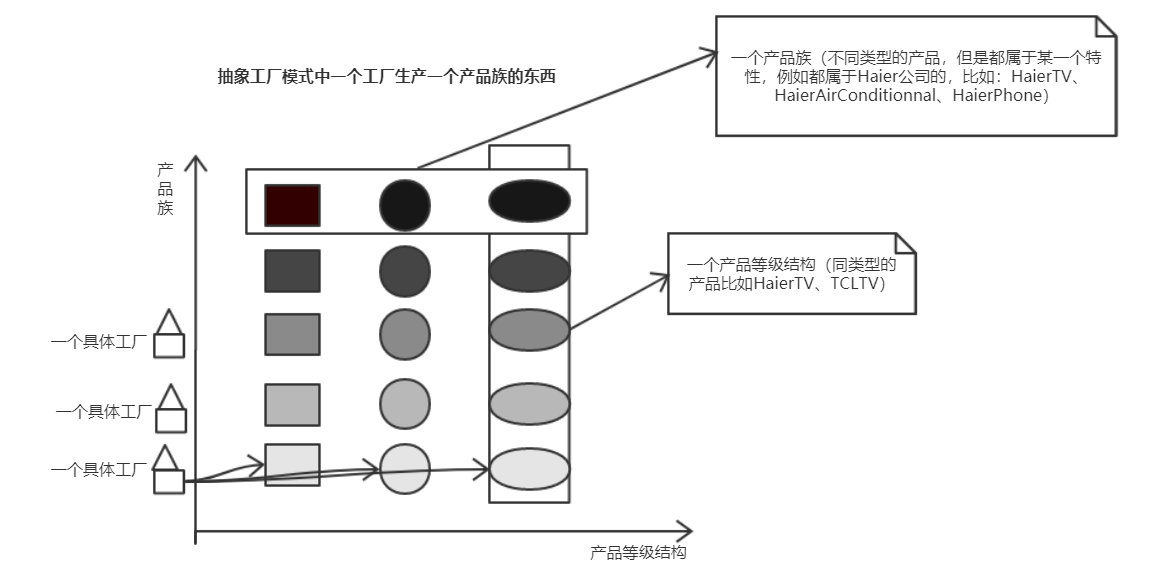 抽象工厂模式中一个工厂生产一个产品族的东西
一个产品族（不同类型的产品，但是都属于某一个特
性，例如都属于Haier公司的，比如：HaierTV、
HaierAirConditionnal、HaierPhone）
产
品
族
一个产品等级结构（同类型的
产品比如HaierTV、TCLTV）
一个具体工厂
一个具体工厂
一个具体工厂
产品等级结构